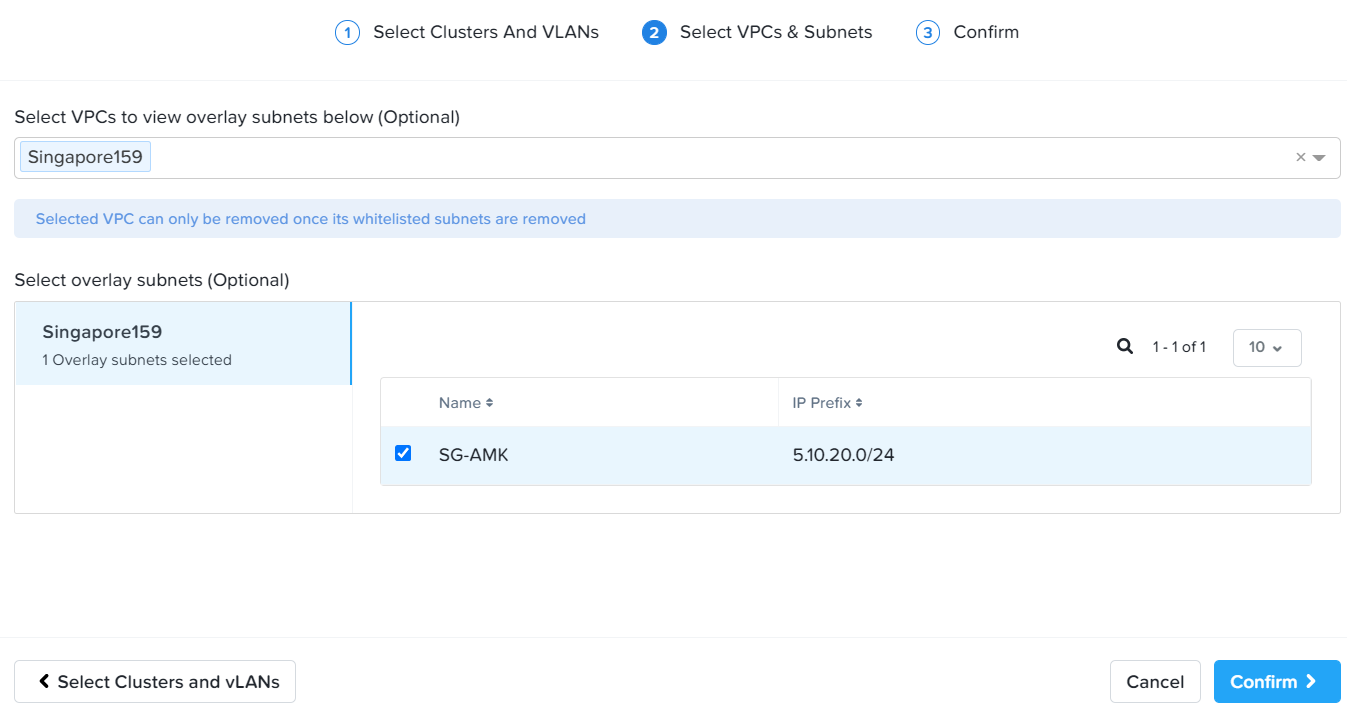 1 Select Clusters And VLANs 2 Select VPCs & Subnets 3 Confirm
Select VPCs to view overlay subnets below (Optional)
Singapore159 ×
Selected VPC can only be removed once its whitelisted subnets are removed
Select overlay subnets (Optional)
Singapore159
1 Overlay subnets selected
1 - 1 of 1 10
Name IP Prefix
SG-AMK 5.10.20.0/24
Select Clusters and vLANs Cancel Confirm